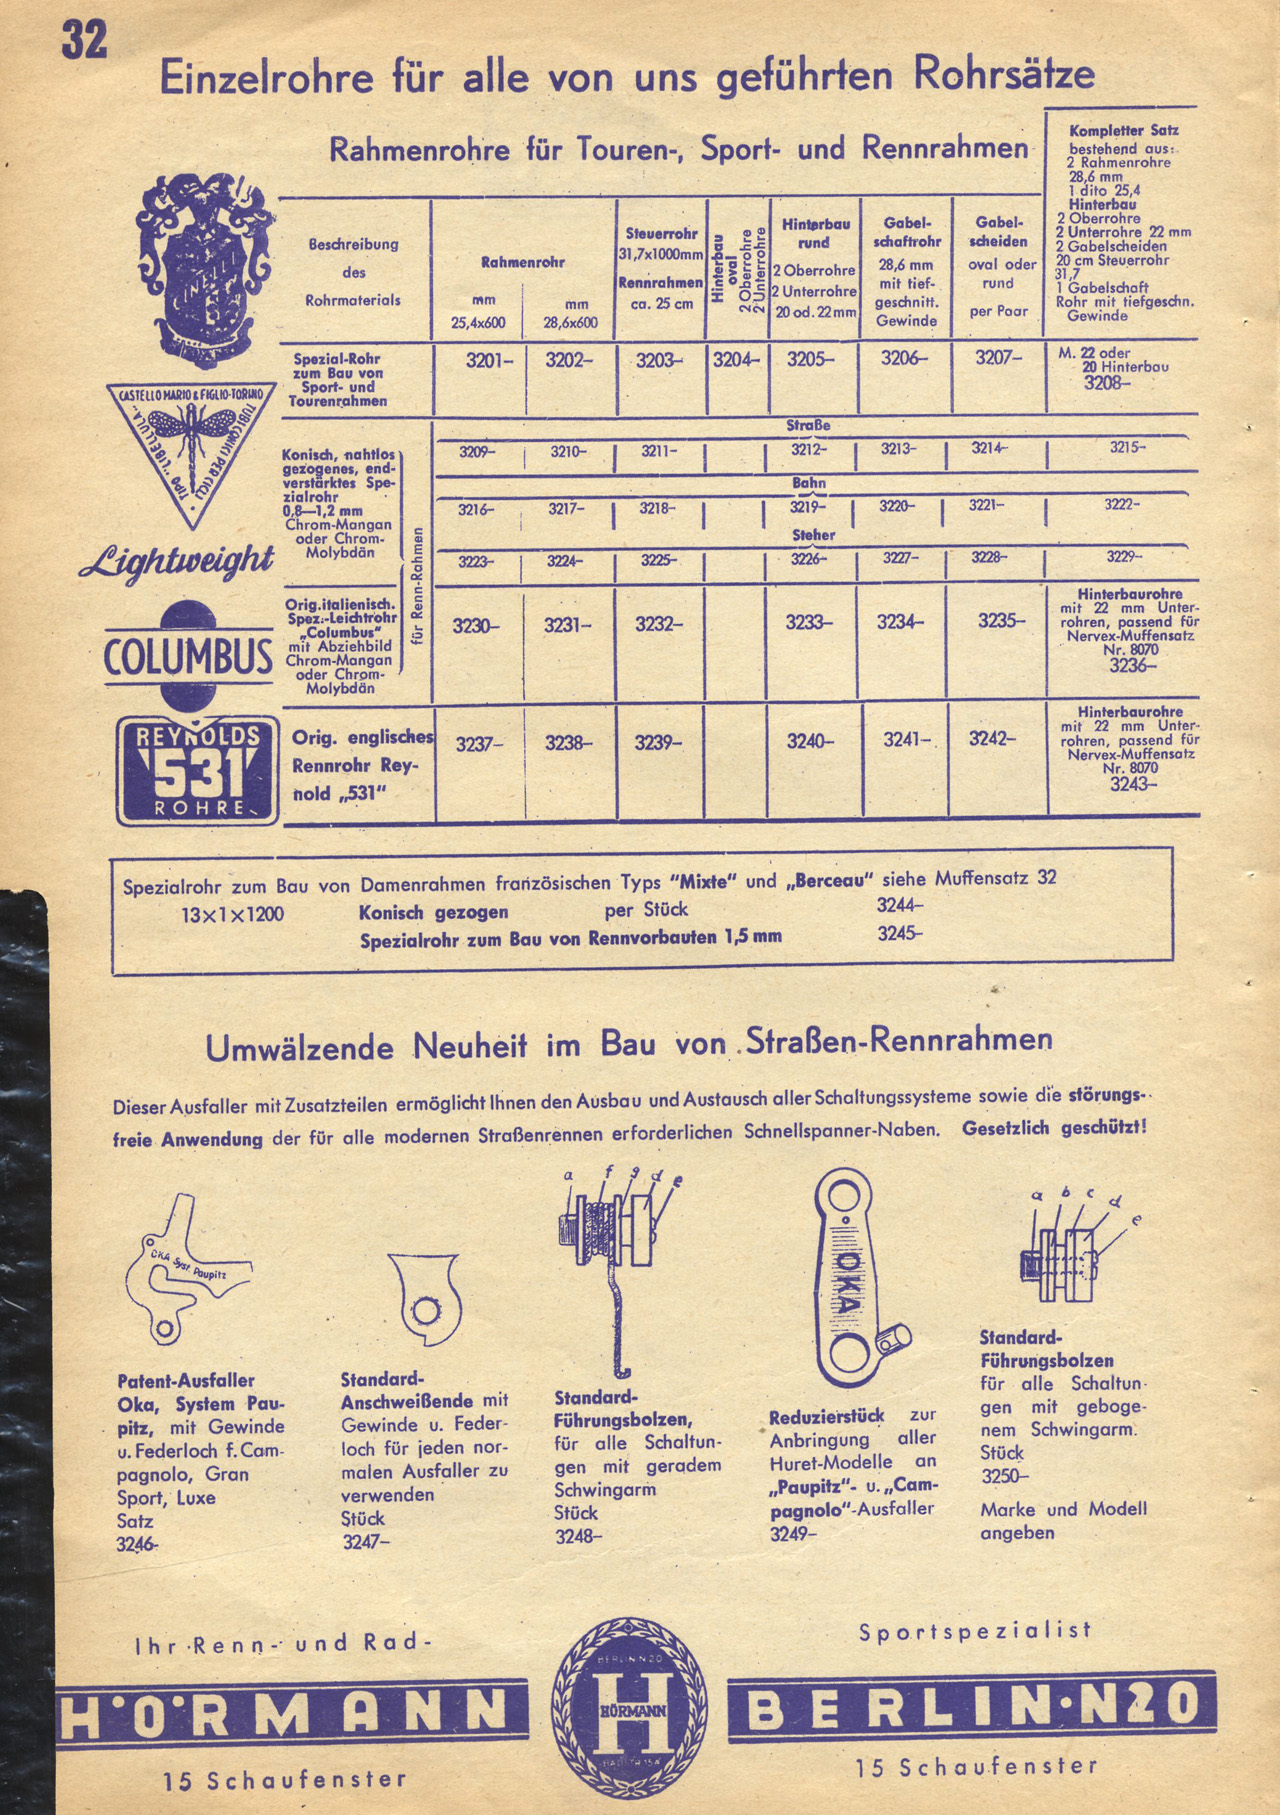 32
Einzelrohre für alle von uns geführten Rohrsätze
Rahmenrohre für Touren-, Sport- und Rennrahmen
Kompletter Satz
bestehend aus:
2 Rahmenrohre
28,6 mm
1 dito 25,4
Hinterbau
2 Oberrohre
2 Unterrohre 22 mm
2 Gabelscheiden
20 cm Steuerrohr
31,7
1 Gabelschaft
Rohr mit tiefgeschn.
Gewinde
Beschreibung
des
Rohrmaterials
Rahmenrohr
mm
25,4x600
mm
28,6x600
Steuerrohr
31,7x1000mm
Rennrahmen
ca. 25 cm
Hinterbau
oval
2 Oberrohre
2 Unterrohre
Hinterbau
rund
2 Oberrohre
2 Unterrohre
20 od. 22 mm
Gabel-
schaftrohr
28,6 mm
mit tief-
geschnitt.
Gewinde
Gabel-
scheiden
oval oder
rund
per Paar
Spezial-Rohr
zum Bau von
Sport- und
Tourenrahmen
3201– 3202– 3203– 3204– 3205– 3206– 3207–
M. 22 oder
20 Hinterbau
3208–
CASTELLO MARIO & FIGLIO-TORINO
TUBI CONICI PER CICLI
TIPO "LIBELLULA"
Lightweight
Konisch, nahtlos
gezogenes, end-
verstärktes Spe-
zialrohr
0,8—1,2 mm
Chrom-Mangan
oder Chrom-
Molybdän
für Renn-Rahmen
Straße
3209– 3210– 3211– 3212– 3213– 3214– 3215–
Bahn
3216– 3217– 3218– 3219– 3220– 3221– 3222–
Steher
3223– 3224– 3225– 3226– 3227– 3228– 3229–
COLUMBUS
Orig.italienisch.
Spez.-Leichtrohr
„Columbus"
mit Abziehbild
Chrom-Mangan
oder Chrom-
Molybdän
3230– 3231– 3232– 3233– 3234– 3235–
Hinterbaurohre
mit 22 mm Unter-
rohren, passend für
Nervex-Muffensatz
Nr. 8070
3236–
REYNOLDS
531
ROHRE
Orig. englisches
Rennrohr Rey-
nold „531"
3237– 3238– 3239– 3240– 3241– 3242–
Hinterbaurohre
mit 22 mm Unter-
rohren, passend für
Nervex-Muffensatz
Nr. 8070
3243–
Spezialrohr zum Bau von Damenrahmen französischen Typs "Mixte" und „Berceau" siehe Muffensatz 32
13x1x1200 Konisch gezogen per Stück 3244–
Spezialrohr zum Bau von Rennvorbauten 1,5 mm 3245–
Umwälzende Neuheit im Bau von Straßen-Rennrahmen
Dieser Ausfaller mit Zusatzteilen ermöglicht Ihnen den Ausbau und Austausch aller Schaltungssysteme sowie die störungs-
freie Anwendung der für alle modernen Straßenrennen erforderlichen Schnellspanner-Naben. Gesetzlich geschützt!
OKA Syst. Paupitz
a f g d e
OKA
a b c d e
Patent-Ausfaller
Oka, System Pau-
pitz, mit Gewinde
u. Federloch f. Cam-
pagnolo, Gran
Sport, Luxe
Satz
3246-
Standard-
Anschweißende mit
Gewinde u. Feder-
loch für jeden nor-
malen Ausfaller zu
verwenden
Stück
3247–
Standard-
Führungsbolzen,
für alle Schaltun-
gen mit geradem
Schwingarm
Stück
3248–
Reduzierstück zur
Anbringung aller
Huret-Modelle an
„Paupitz"- u. „Cam-
pagnolo"-Ausfaller
3249–
Standard-
Führungsbolzen
für alle Schaltun-
gen mit geboge-
nem Schwingarm.
Stück
3250–
Marke und Modell
angeben
Ihr Renn- und Rad-
Sportspezialist
HÖRMANN
BERLIN N20
H
HÖRMANN
BERLIN·N20
15 Schaufenster
15 Schaufenster